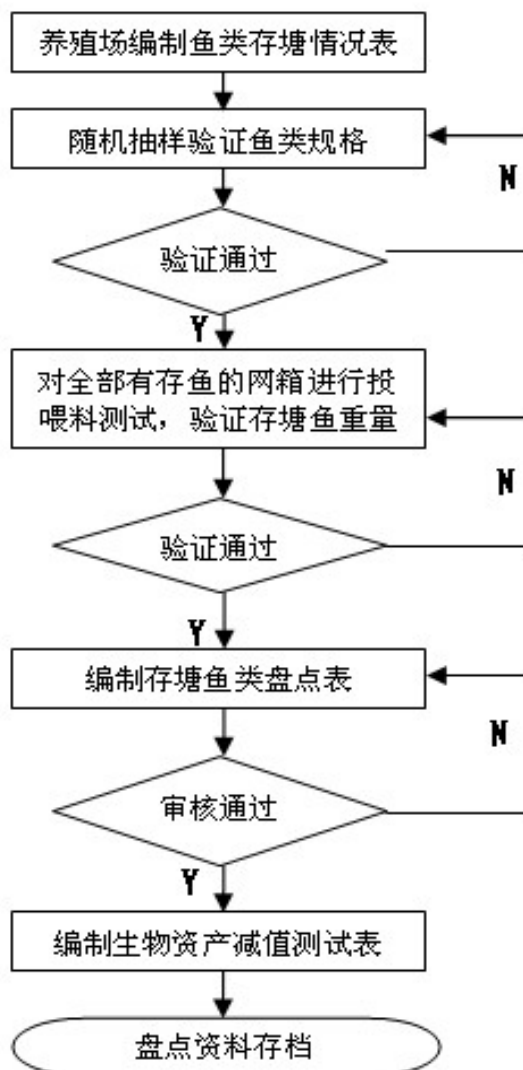 养殖场编制鱼类存塘情况表
随机抽样验证鱼类规格
N
验证通过
Y
对全部有存鱼的网箱进行投
喂料测试，验证存塘鱼重量
N
验证通过
Y
编制存塘鱼类盘点表
N
审核通过
Y
编制生物资产减值测试表
盘点资料存档